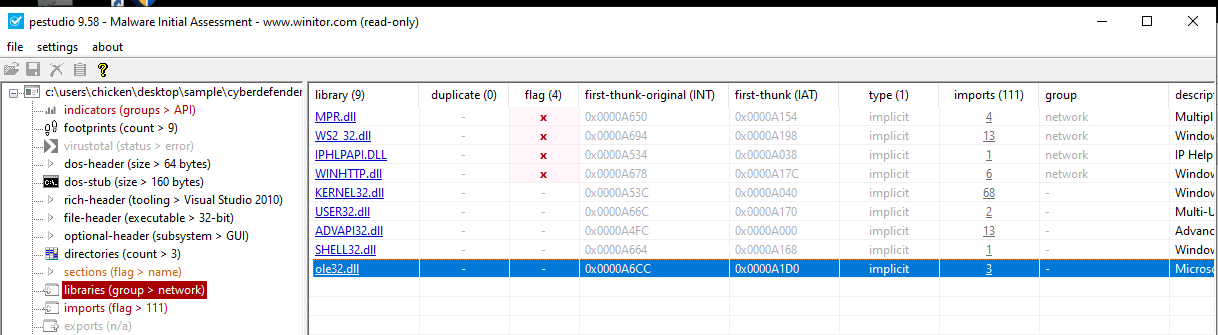 pestudio 9.58 - Malware Initial Assessment - www.winitor.com (read-only)
file settings about
c:\users\chicken\desktop\sample\cyberdefender
indicators (groups > API)
footprints (count > 9)
virustotal (status > error)
dos-header (size > 64 bytes)
dos-stub (size > 160 bytes)
rich-header (tooling > Visual Studio 2010)
file-header (executable > 32-bit)
optional-header (subsystem > GUI)
directories (count > 3)
sections (flag > name)
libraries (group > network)
imports (flag > 111)
exports (n/a)
library (9) duplicate (0) flag (4) first-thunk-original (INT) first-thunk (IAT) type (1) imports (111) group descript
MPR.dll - x 0x0000A650 0x0000A154 implicit 4 network Multipl
WS2_32.dll - x 0x0000A694 0x0000A198 implicit 13 network Window
IPHLPAPI.DLL - x 0x0000A534 0x0000A038 implicit 1 network IP Help
WINHTTP.dll - x 0x0000A678 0x0000A17C implicit 6 network Window
KERNEL32.dll - - 0x0000A53C 0x0000A040 implicit 68 - Window
USER32.dll - - 0x0000A66C 0x0000A170 implicit 2 - Multi-U
ADVAPI32.dll - - 0x0000A4FC 0x0000A000 implicit 13 - Advanc
SHELL32.dll - - 0x0000A664 0x0000A168 implicit 1 - Window
ole32.dll - - 0x0000A6CC 0x0000A1D0 implicit 3 - Microso